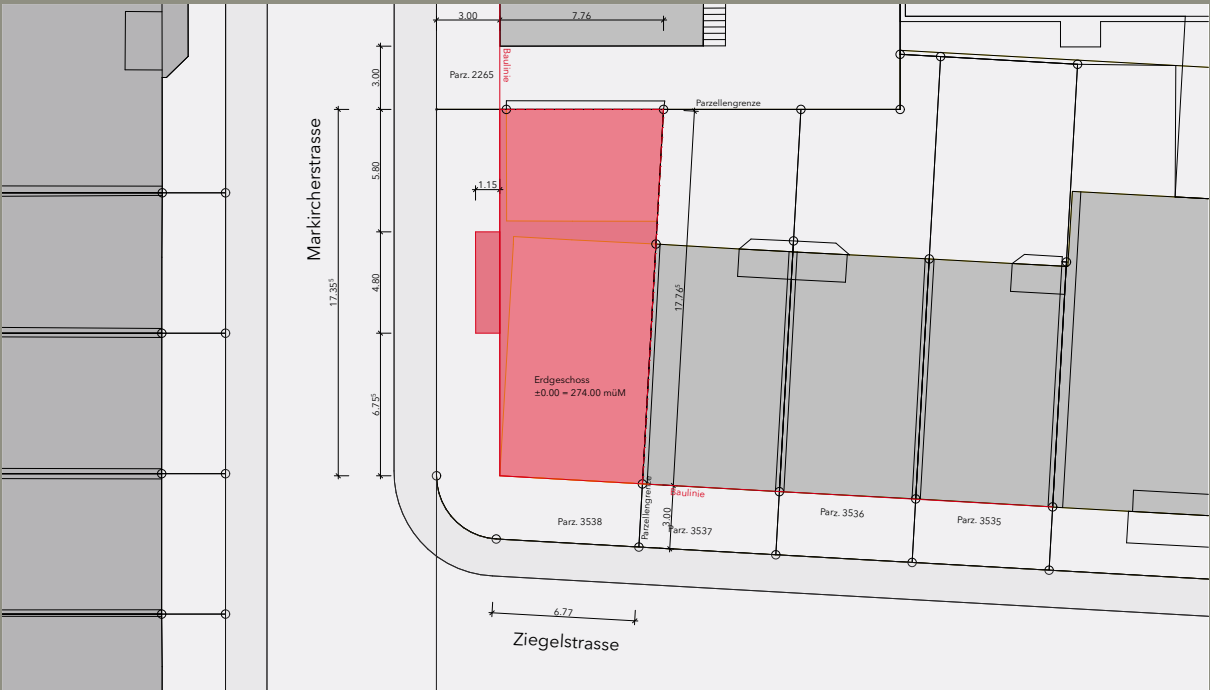 3.00
7.76
Baulinie
Parz. 2265
3.00
Parzellengrenze
Markircherstrasse
5.80
1.15
17.35⁵
4.80
17.76⁵
Erdgeschoss
±0.00 = 274.00 müM
6.75⁵
Parzellengrenze
Baulinie
3.00
Parz. 3538
Parz. 3537
Parz. 3536
Parz. 3535
6.77
Ziegelstrasse